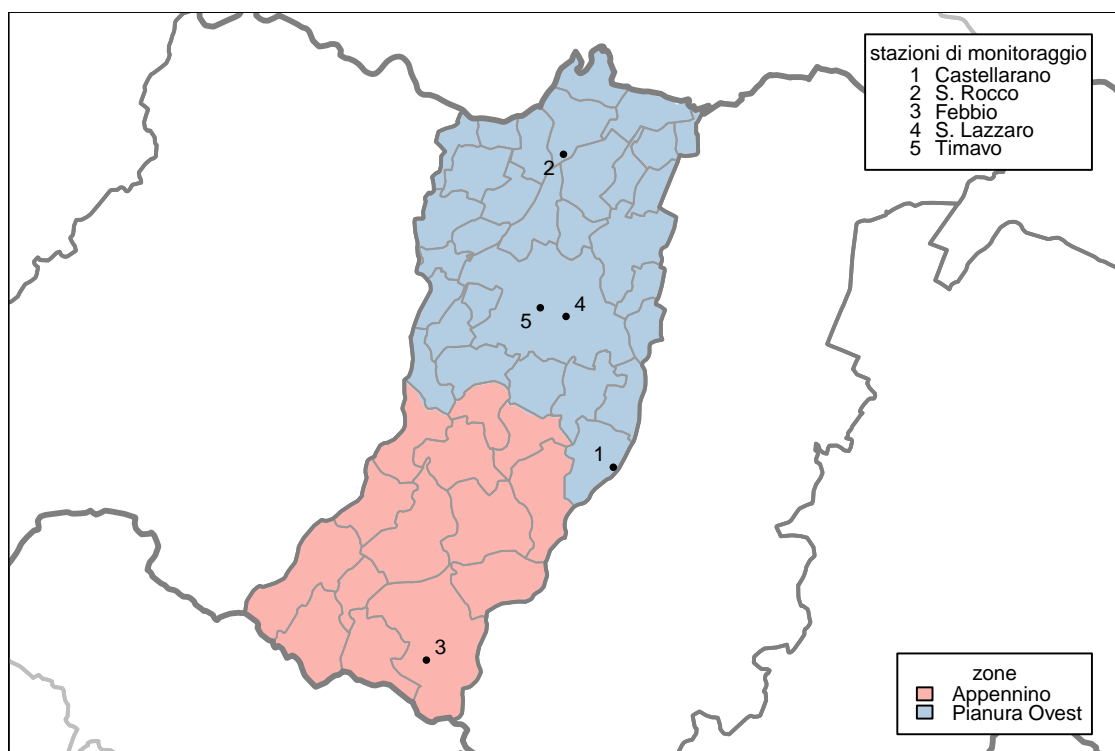 stazioni di monitoraggio
1 Castellarano
2 S. Rocco
3 Febbio
4 S. Lazzaro
5 Timavo
2
4
5
1
3
zone
Appennino
Pianura Ovest